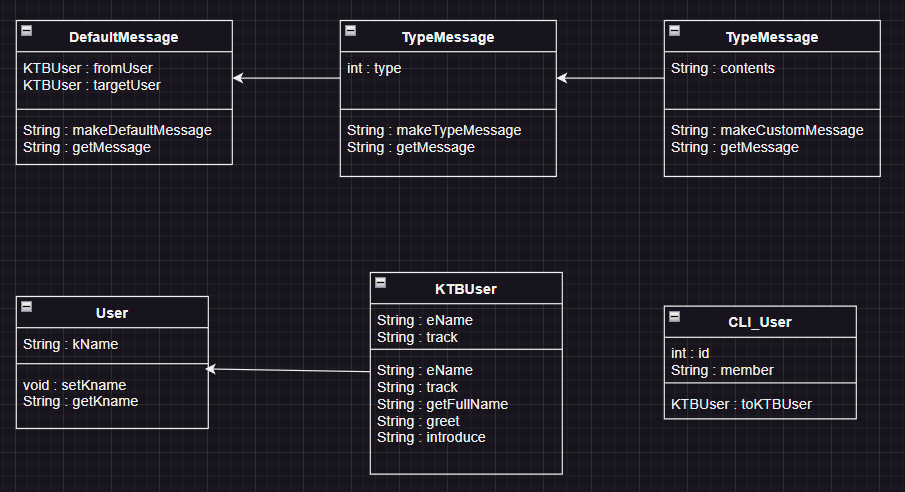 DefaultMessage
KTBUser : fromUser
KTBUser : targetUser
String : makeDefaultMessage
String : getMessage
TypeMessage
int : type
String : makeTypeMessage
String : getMessage
TypeMessage
String : contents
String : makeCustomMessage
String : getMessage
User
String : kName
void : setKname
String : getKname
KTBUser
String : eName
String : track
String : eName
String : track
String : getFullName
String : greet
String : introduce
CLI_User
int : id
String : member
KTBUser : toKTBUser